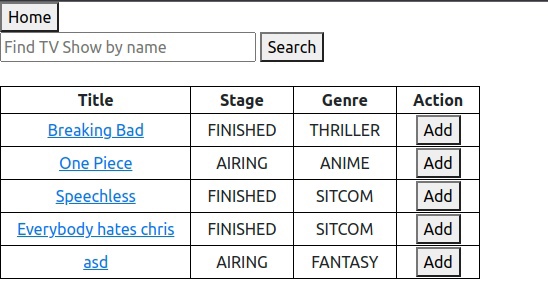 Home
Find TV Show by name Search
Title Stage Genre Action
Breaking Bad FINISHED THRILLER Add
One Piece AIRING ANIME Add
Speechless FINISHED SITCOM Add
Everybody hates chris FINISHED SITCOM Add
asd AIRING FANTASY Add